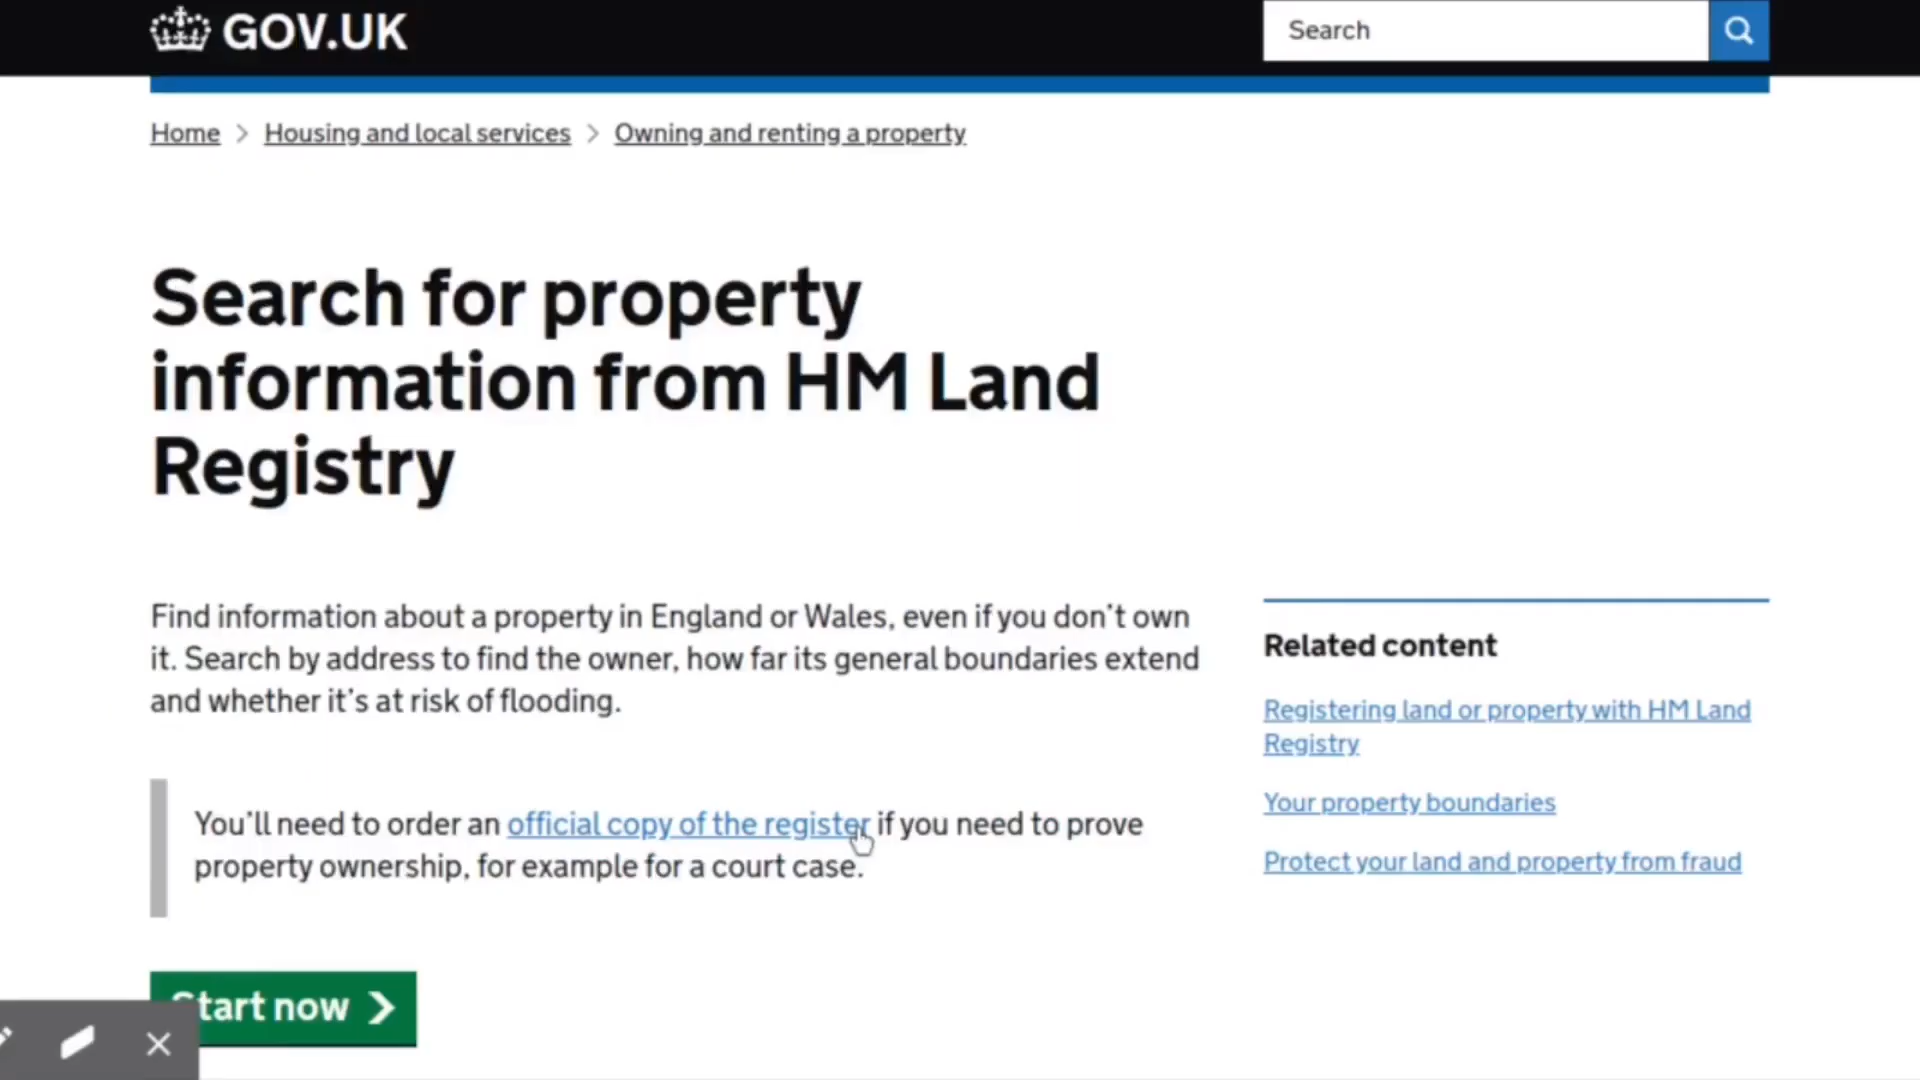 GOV.UK
Search
Home > Housing and local services > Owning and renting a property
Search for property
information from HM Land
Registry
Find information about a property in England or Wales, even if you don’t own
it. Search by address to find the owner, how far its general boundaries extend
and whether it’s at risk of flooding.
You’ll need to order an official copy of the register if you need to prove
property ownership, for example for a court case.
Start now
Related content
Registering land or property with HM Land
Registry
Your property boundaries
Protect your land and property from fraud